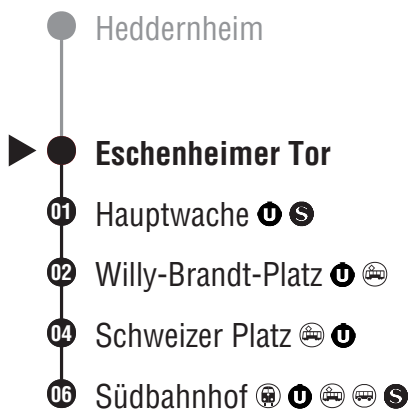 Heddernheim
Eschenheimer Tor
01 Hauptwache U S
02 Willy-Brandt-Platz U
04 Schweizer Platz U
06 Südbahnhof U S